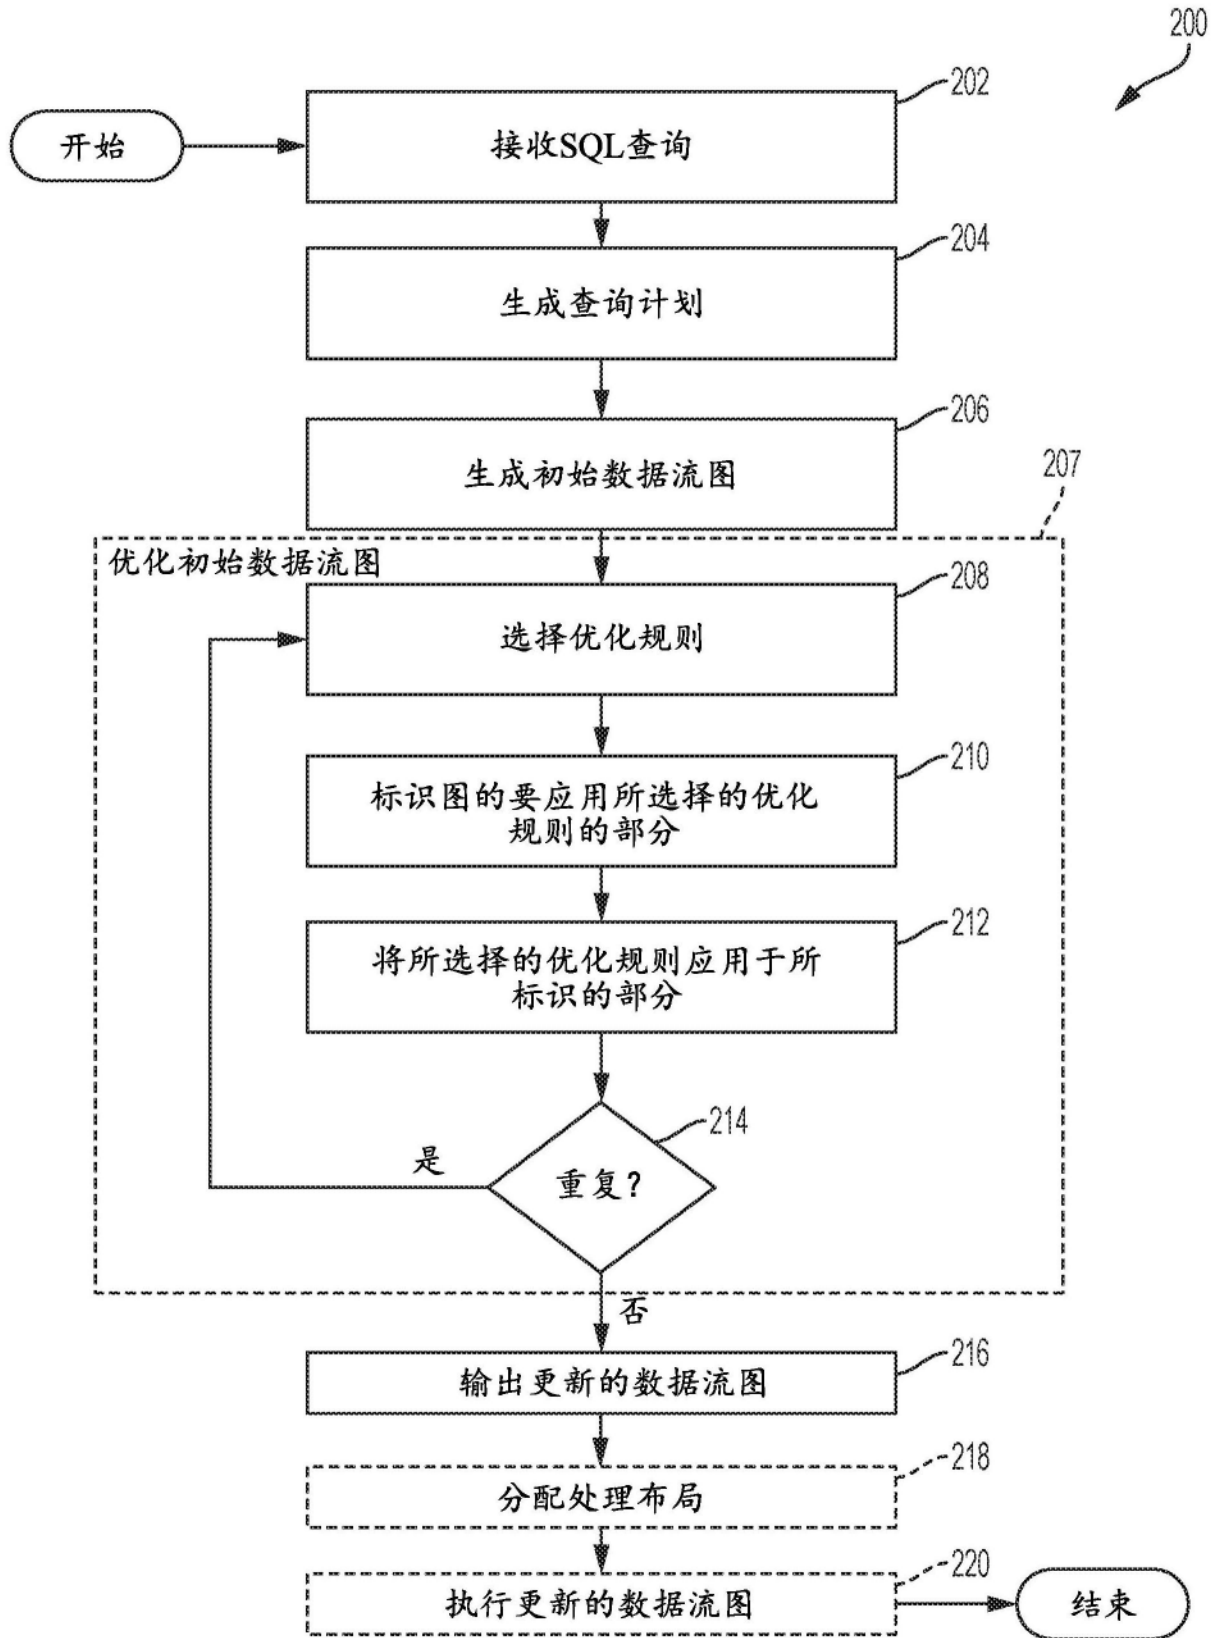 200
202
开始
接收SQL查询
204
生成查询计划
206
生成初始数据流图
207
优化初始数据流图
208
选择优化规则
210
标识图的要应用所选择的优化
规则的部分
212
将所选择的优化规则应用于所
标识的部分
214
是
重复?
否
216
输出更新的数据流图
218
分配处理布局
220
执行更新的数据流图
结束